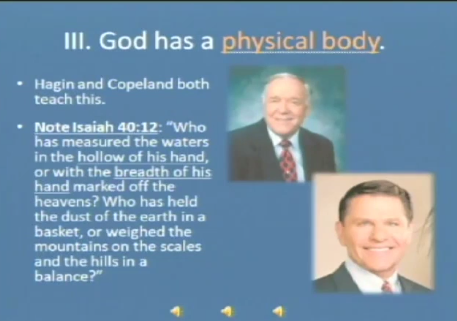 III. God has a physical body.
• Hagin and Copeland both
teach this.
• Note Isaiah 40:12: “Who
has measured the waters
in the hollow of his hand,
or with the breadth of his
hand marked off the
heavens? Who has held
the dust of the earth in a
basket, or weighed the
mountains on the scales
and the hills in a
balance?”